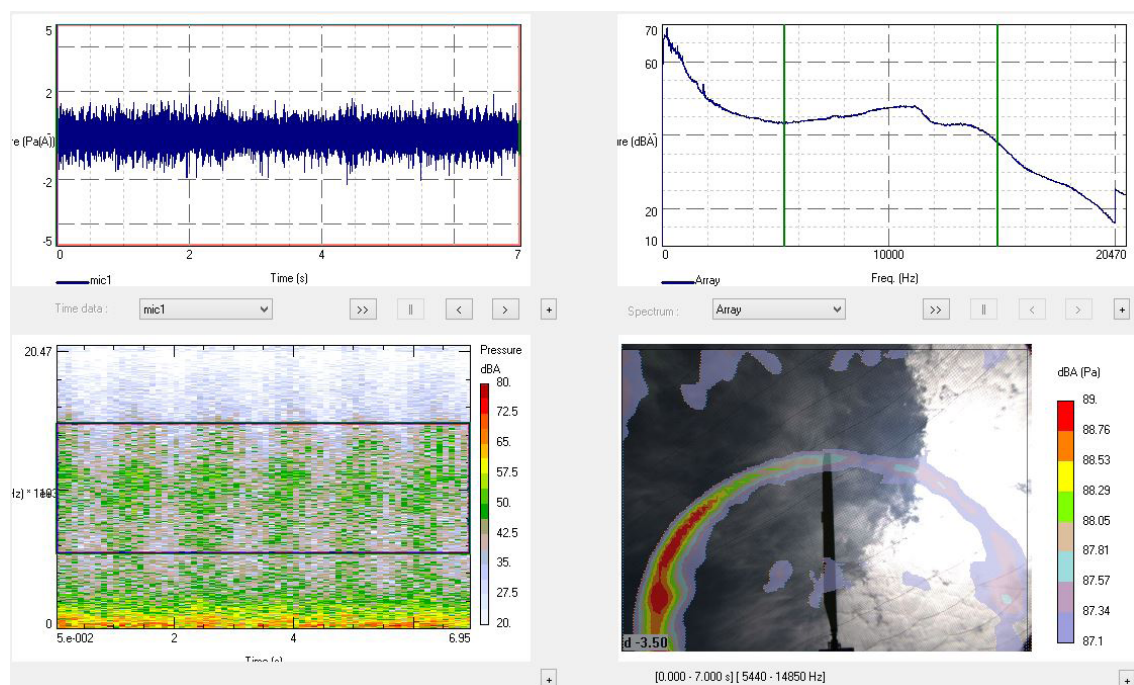 5
2
re (Pa(A))
-2
-5
0 2 4 7
Time (s)
mic1
70
60
ure (dBA)
20
10
0 10000 20470
Freq. (Hz)
Array
Time data : mic1 >> || < > +
Spectrum : Array >> || < > +
20.47
0
5.e-002 2 4 6.95
Time (s)
Pressure
dBA
80.
72.5
65.
57.5
50.
42.5
35.
27.5
20.
d -3.50
dBA (Pa)
89.
88.76
88.53
88.29
88.05
87.81
87.57
87.34
87.1
+
[0.000 - 7.000 s] [ 5440 - 14850 Hz]
+